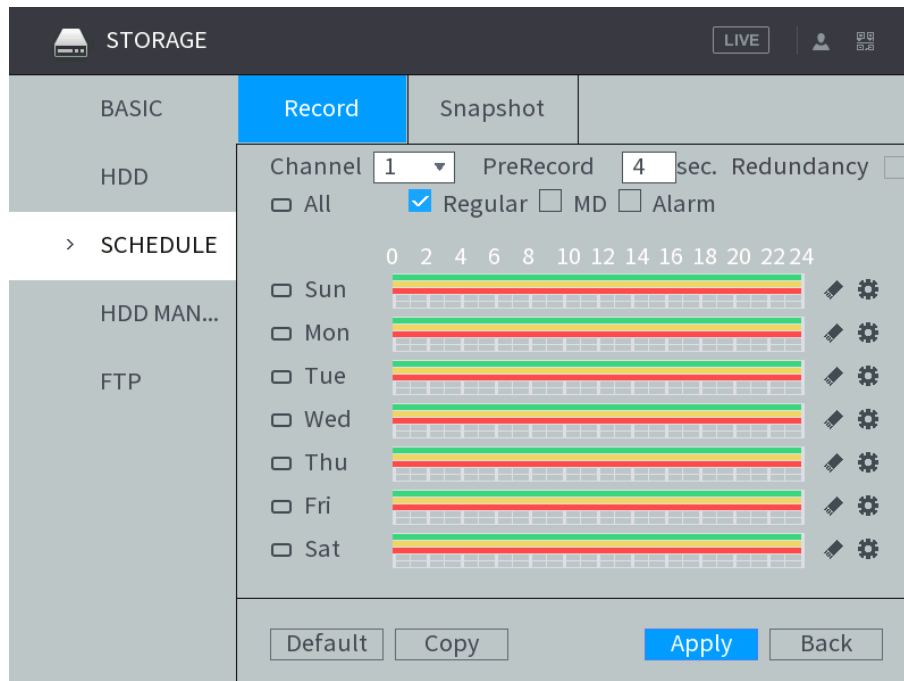 STORAGE LIVE
BASIC
HDD
SCHEDULE
HDD MAN...
FTP
Record Snapshot
Channel 1 PreRecord 4 sec. Redundancy
All Regular MD Alarm
0 2 4 6 8 10 12 14 16 18 20 22 24
Sun
Mon
Tue
Wed
Thu
Fri
Sat
Default Copy Apply Back